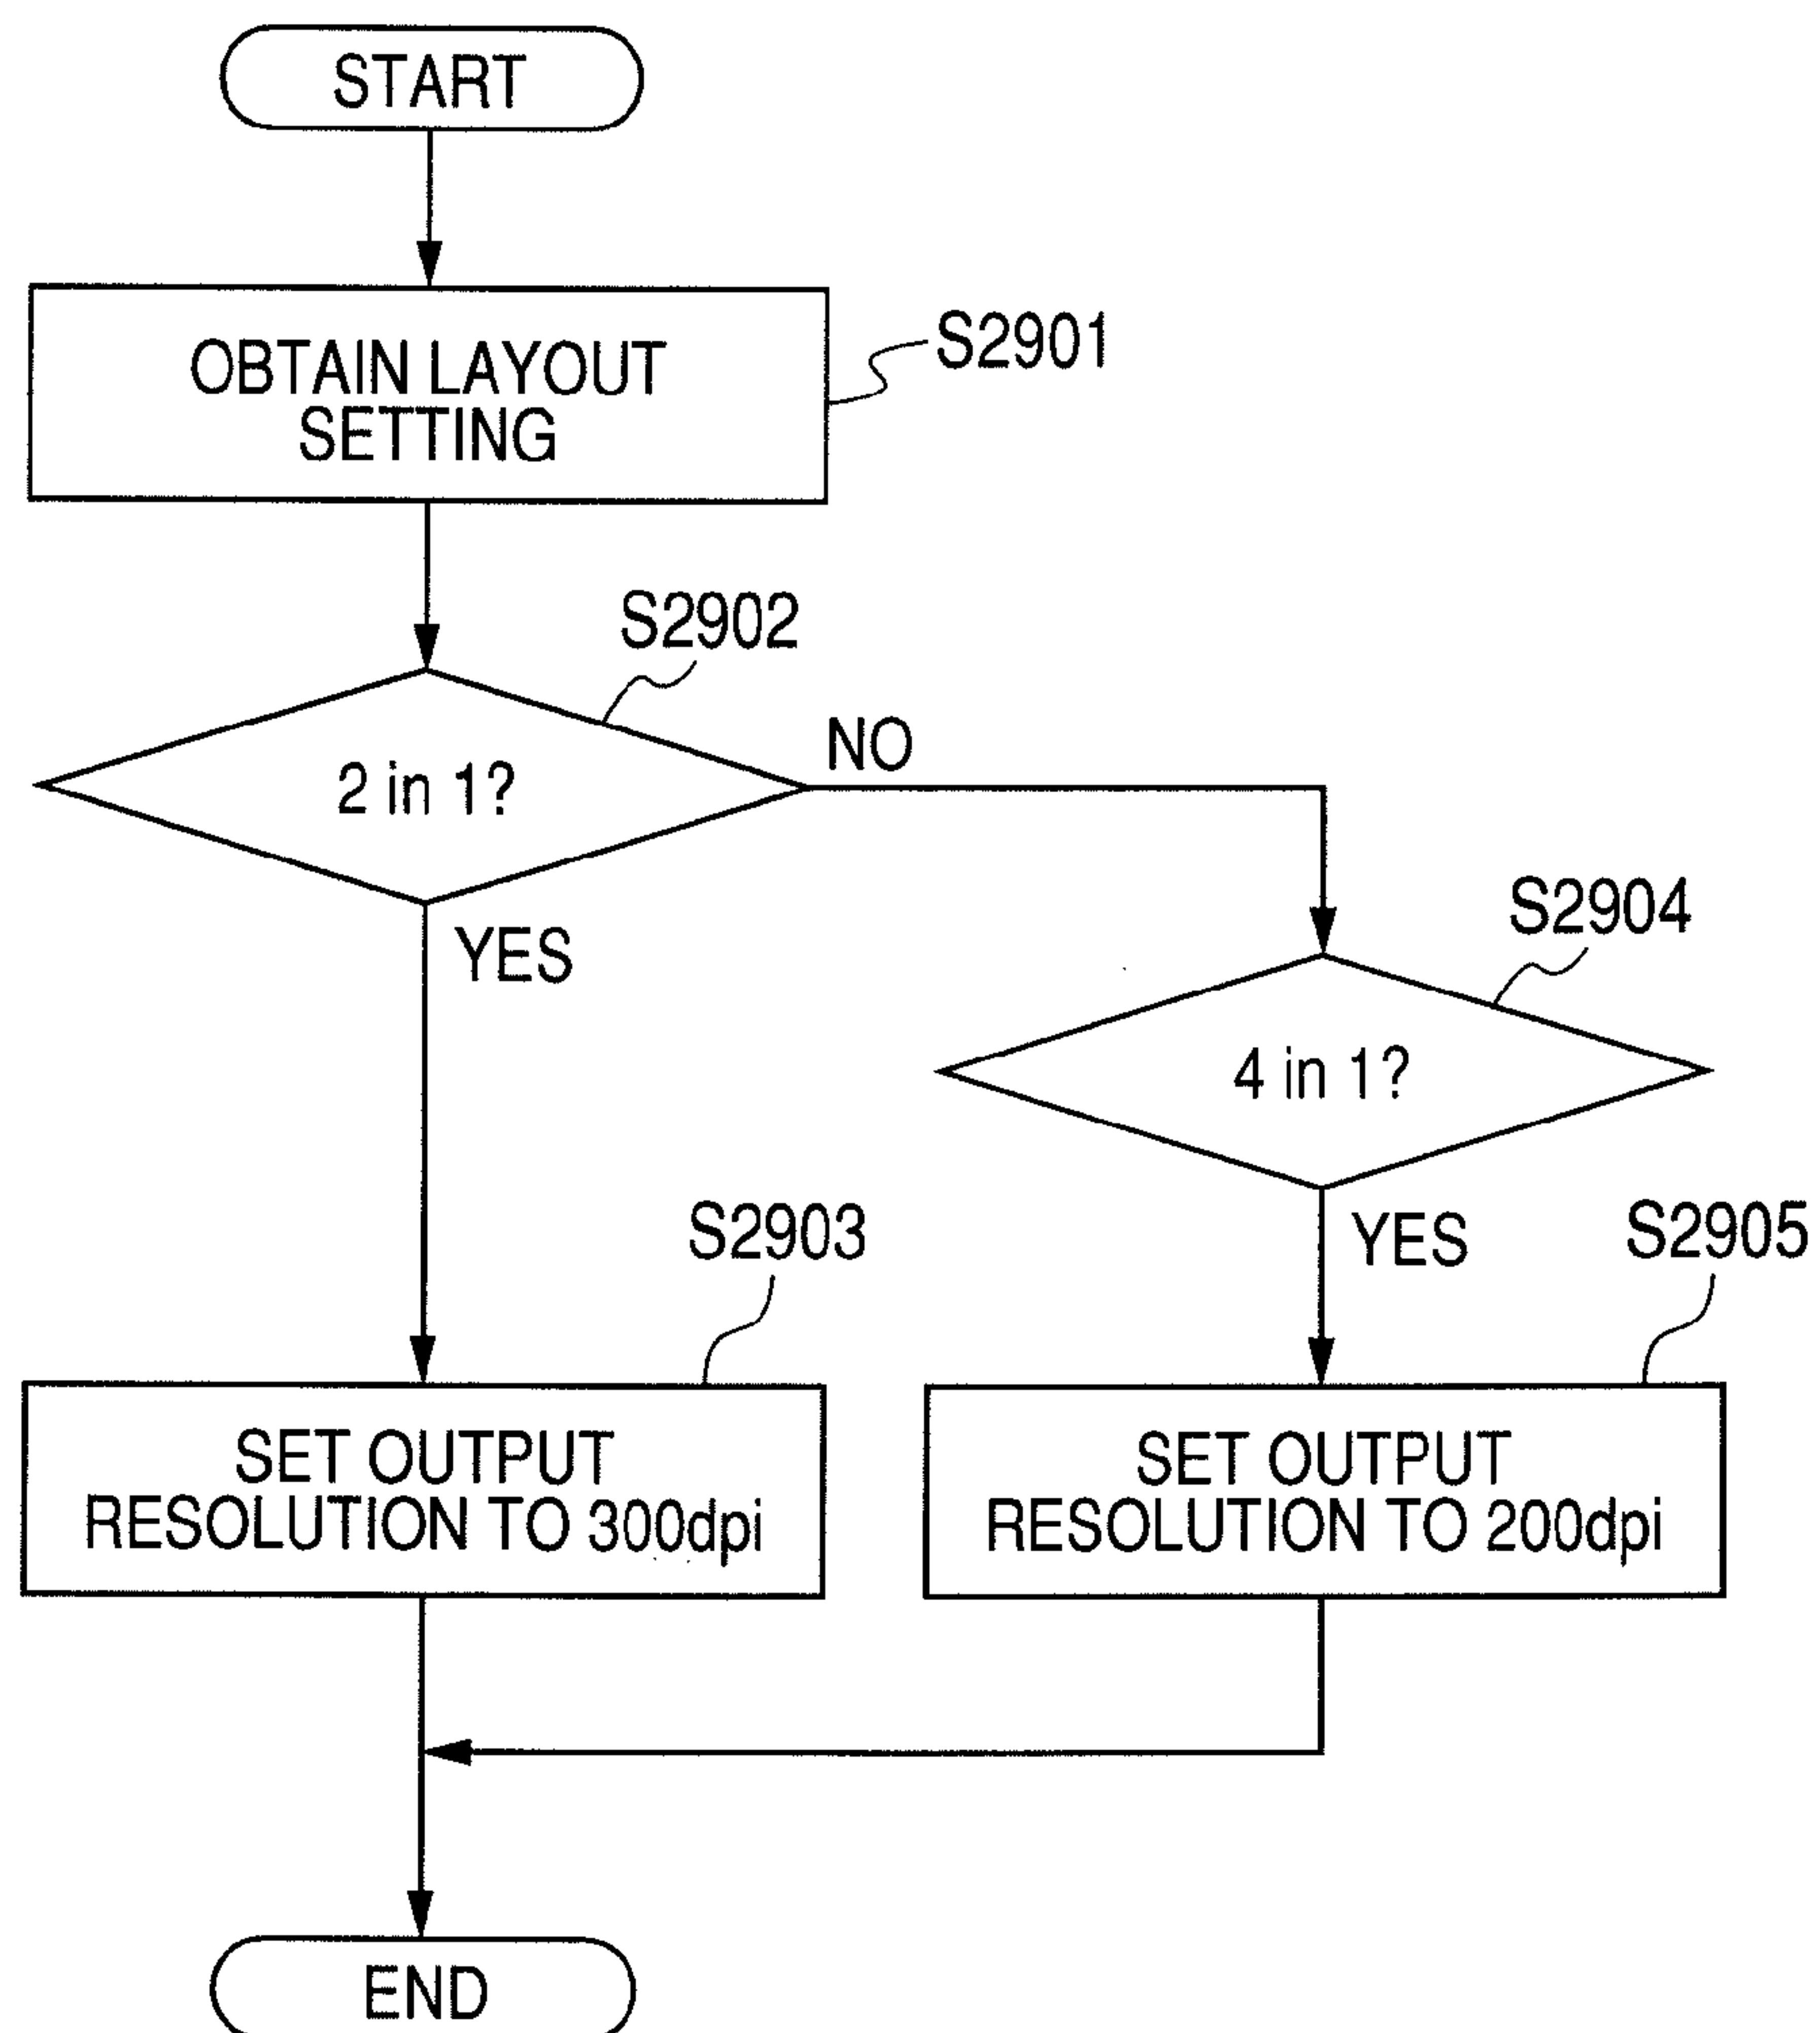 START
OBTAIN LAYOUT
SETTING
S2901
S2902
2 in 1?
NO
YES
S2904
4 in 1?
YES
S2903
SET OUTPUT
RESOLUTION TO 300dpi
S2905
SET OUTPUT
RESOLUTION TO 200dpi
END